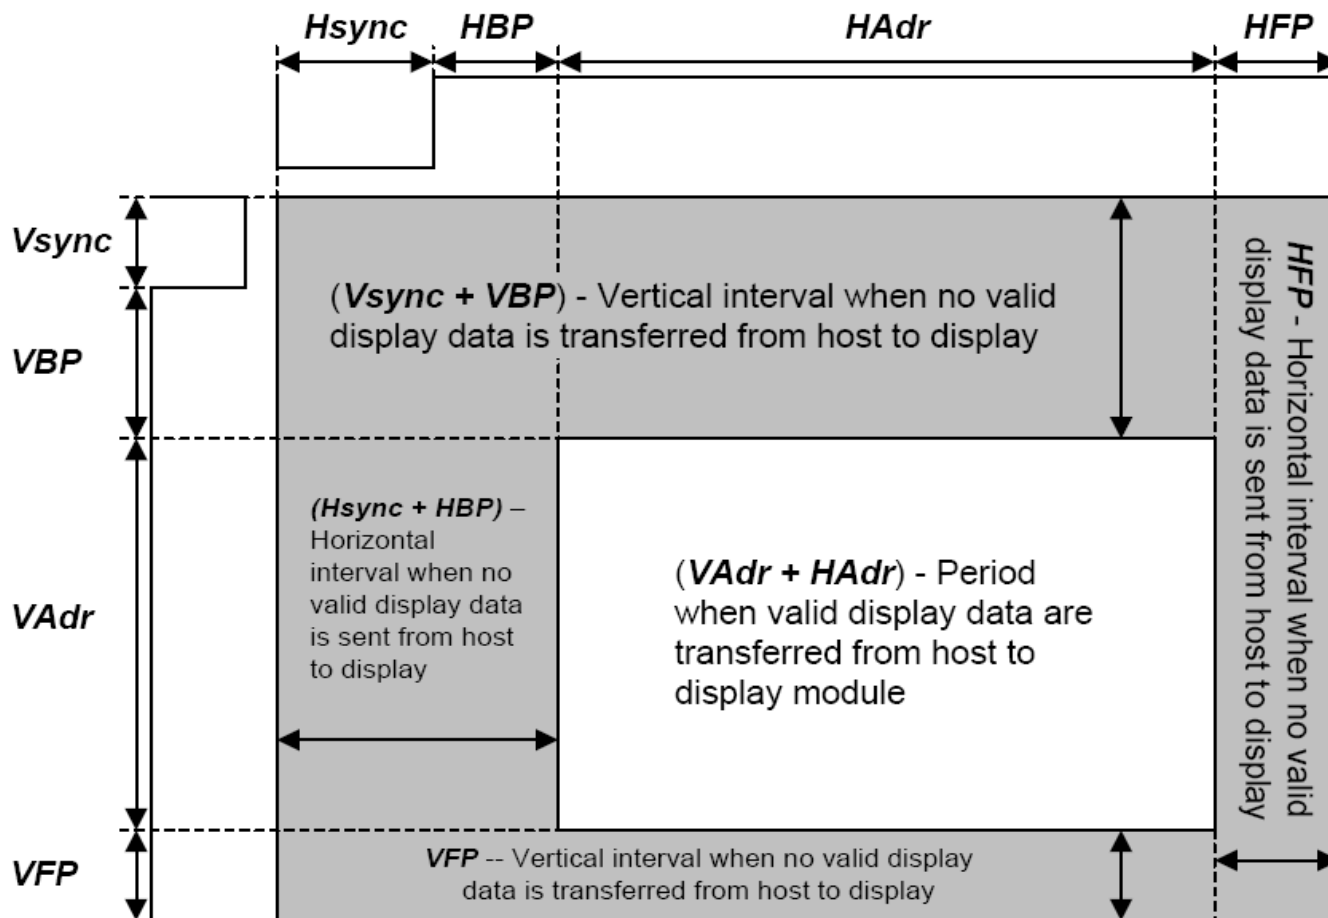 Hsync HBP HAdr HFP
Vsync
VBP
VAdr
VFP
(Vsync + VBP) - Vertical interval when no valid
display data is transferred from host to display
HFP - Horizontal interval when no valid
display data is sent from host to display
(Hsync + HBP) –
Horizontal
interval when no
valid display data
is sent from host
to display
(VAdr + HAdr) - Period
when valid display data are
transferred from host to
display module
VFP -- Vertical interval when no valid display
data is transferred from host to display